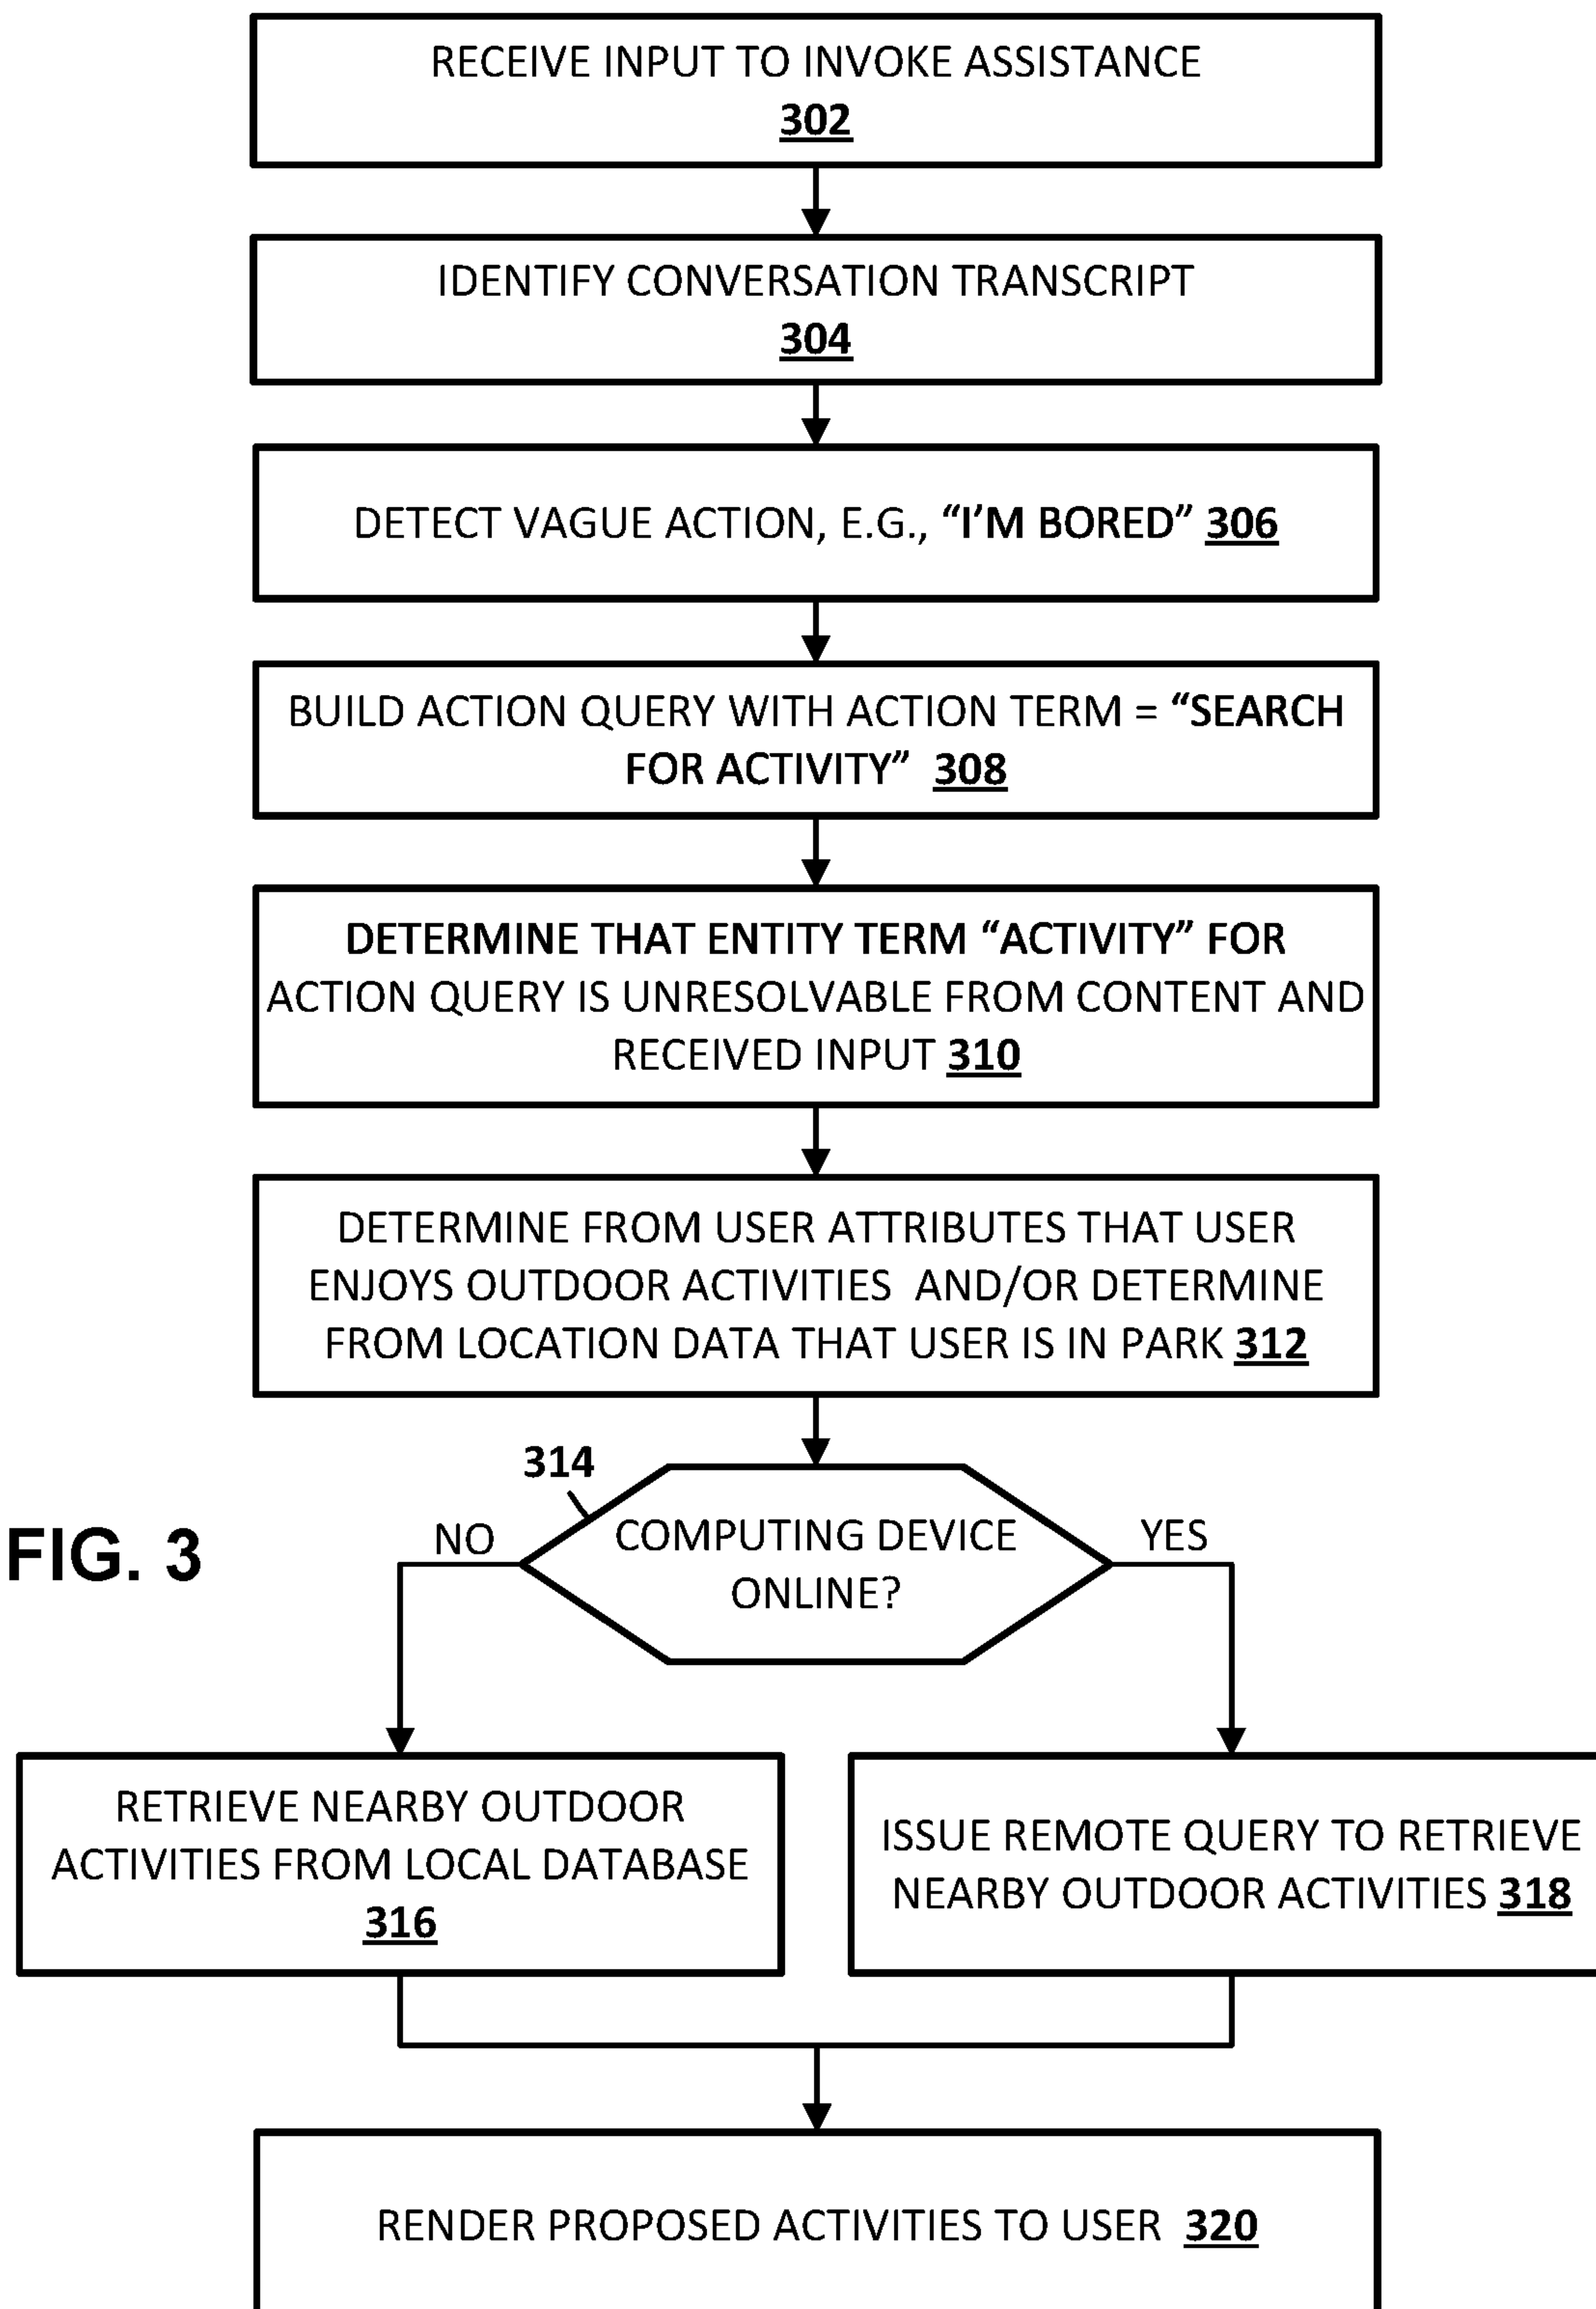 RECEIVE INPUT TO INVOKE ASSISTANCE
302
IDENTIFY CONVERSATION TRANSCRIPT
304
DETECT VAGUE ACTION, E.G., “I’M BORED” 306
BUILD ACTION QUERY WITH ACTION TERM = “SEARCH
FOR ACTIVITY” 308
DETERMINE THAT ENTITY TERM “ACTIVITY” FOR
ACTION QUERY IS UNRESOLVABLE FROM CONTENT AND
RECEIVED INPUT 310
DETERMINE FROM USER ATTRIBUTES THAT USER
ENJOYS OUTDOOR ACTIVITIES AND/OR DETERMINE
FROM LOCATION DATA THAT USER IS IN PARK 312
314
COMPUTING DEVICE
ONLINE?
NO
YES
FIG. 3
RETRIEVE NEARBY OUTDOOR
ACTIVITIES FROM LOCAL DATABASE
316
ISSUE REMOTE QUERY TO RETRIEVE
NEARBY OUTDOOR ACTIVITIES 318
RENDER PROPOSED ACTIVITIES TO USER 320